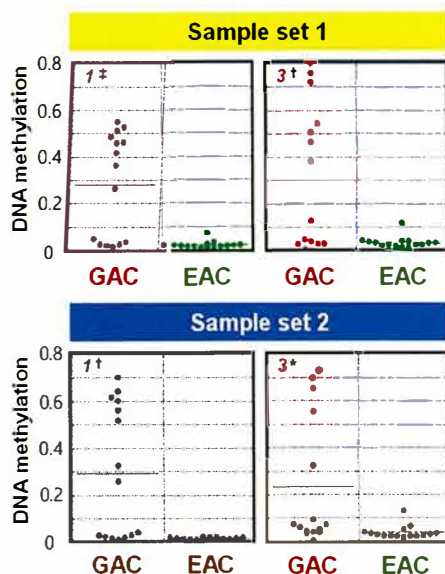 Sample set 1
DNA methylation
0.8
0.6
0.4
0.2
0
1‡
3†
GAC
EAC
GAC
EAC
Sample set 2
DNA methylation
0.8
0.6
0.4
0.2
0
1†
3*
GAC
EAC
GAC
EAC